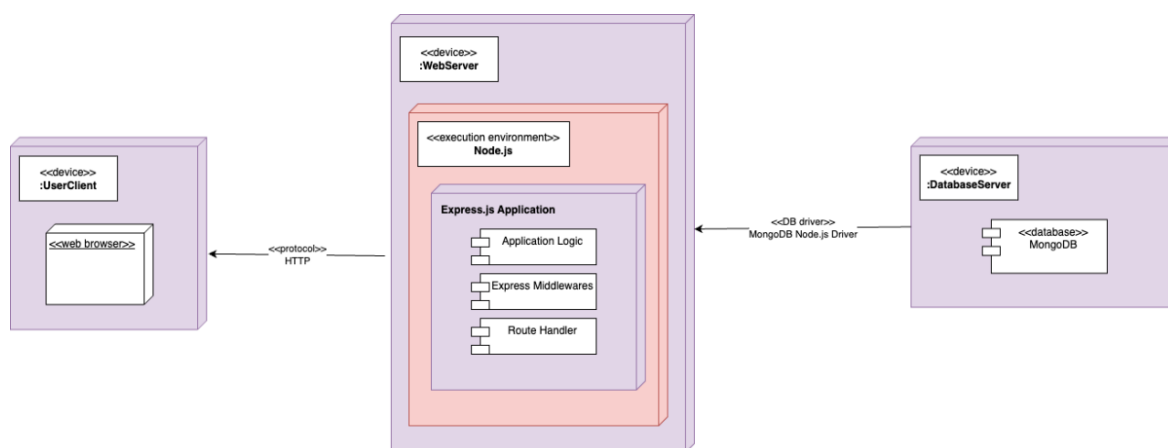 <<device>>
:UserClient
<<web browser>>
<<protocol>>
HTTP
<<device>>
:WebServer
<<execution environment>>
Node.js
Express.js Application
Application Logic
Express Middlewares
Route Handler
<<DB driver>>
MongoDB Node.js Driver
<<device>>
:DatabaseServer
<<database>>
MongoDB